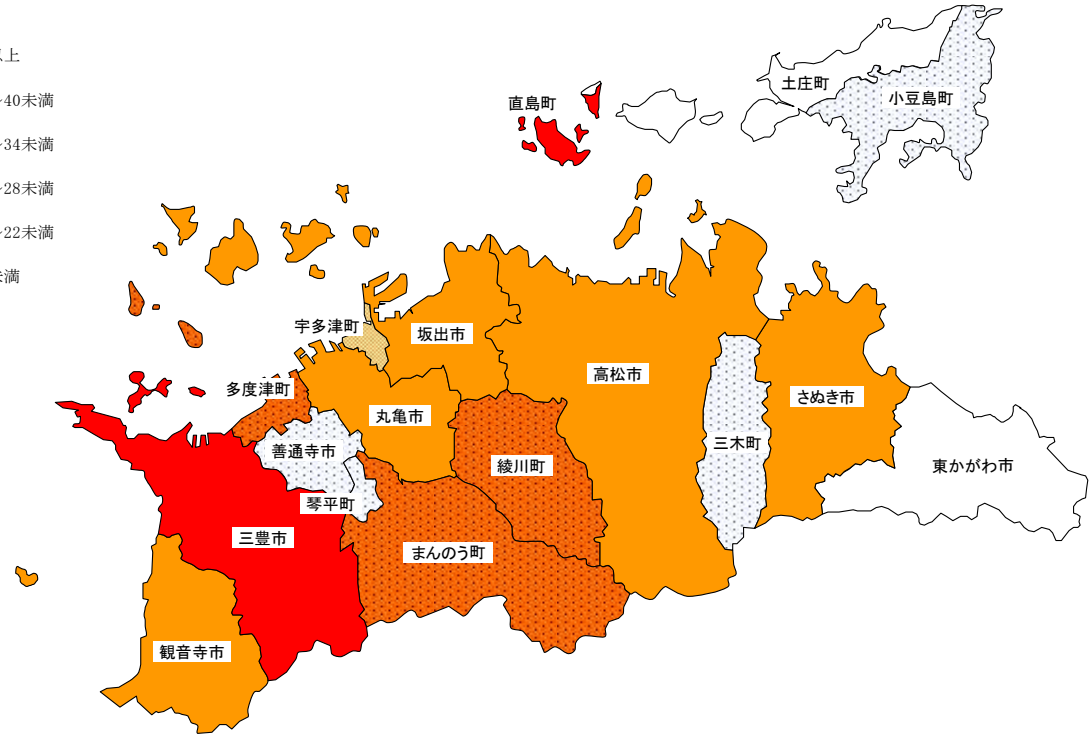 以上
40未満
34未満
28未満
22未満
未満
土庄町
小豆島町
直島町
宇多津町
坂出市
高松市
多度津町
丸亀市
さぬき市
善通寺市
綾川町
三木町
東かがわ市
琴平町
三豊市
まんのう町
観音寺市